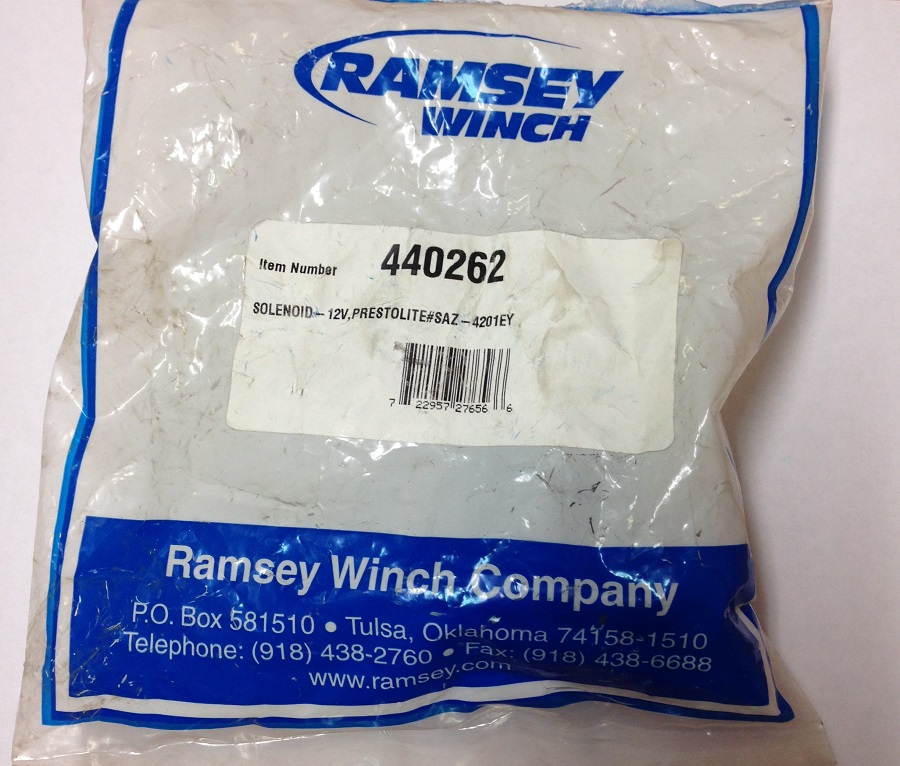 RAMSEY
WINCH
Item Number 440262
SOLENOID-12V,PRESTOLITE#SAZ-4201EY
7 22957 27656 6
Ramsey Winch Company
P.O. Box 581510 • Tulsa, Oklahoma 74158-1510
Telephone: (918) 438-2760 • Fax: (918) 438-6688
www.ramsey.com